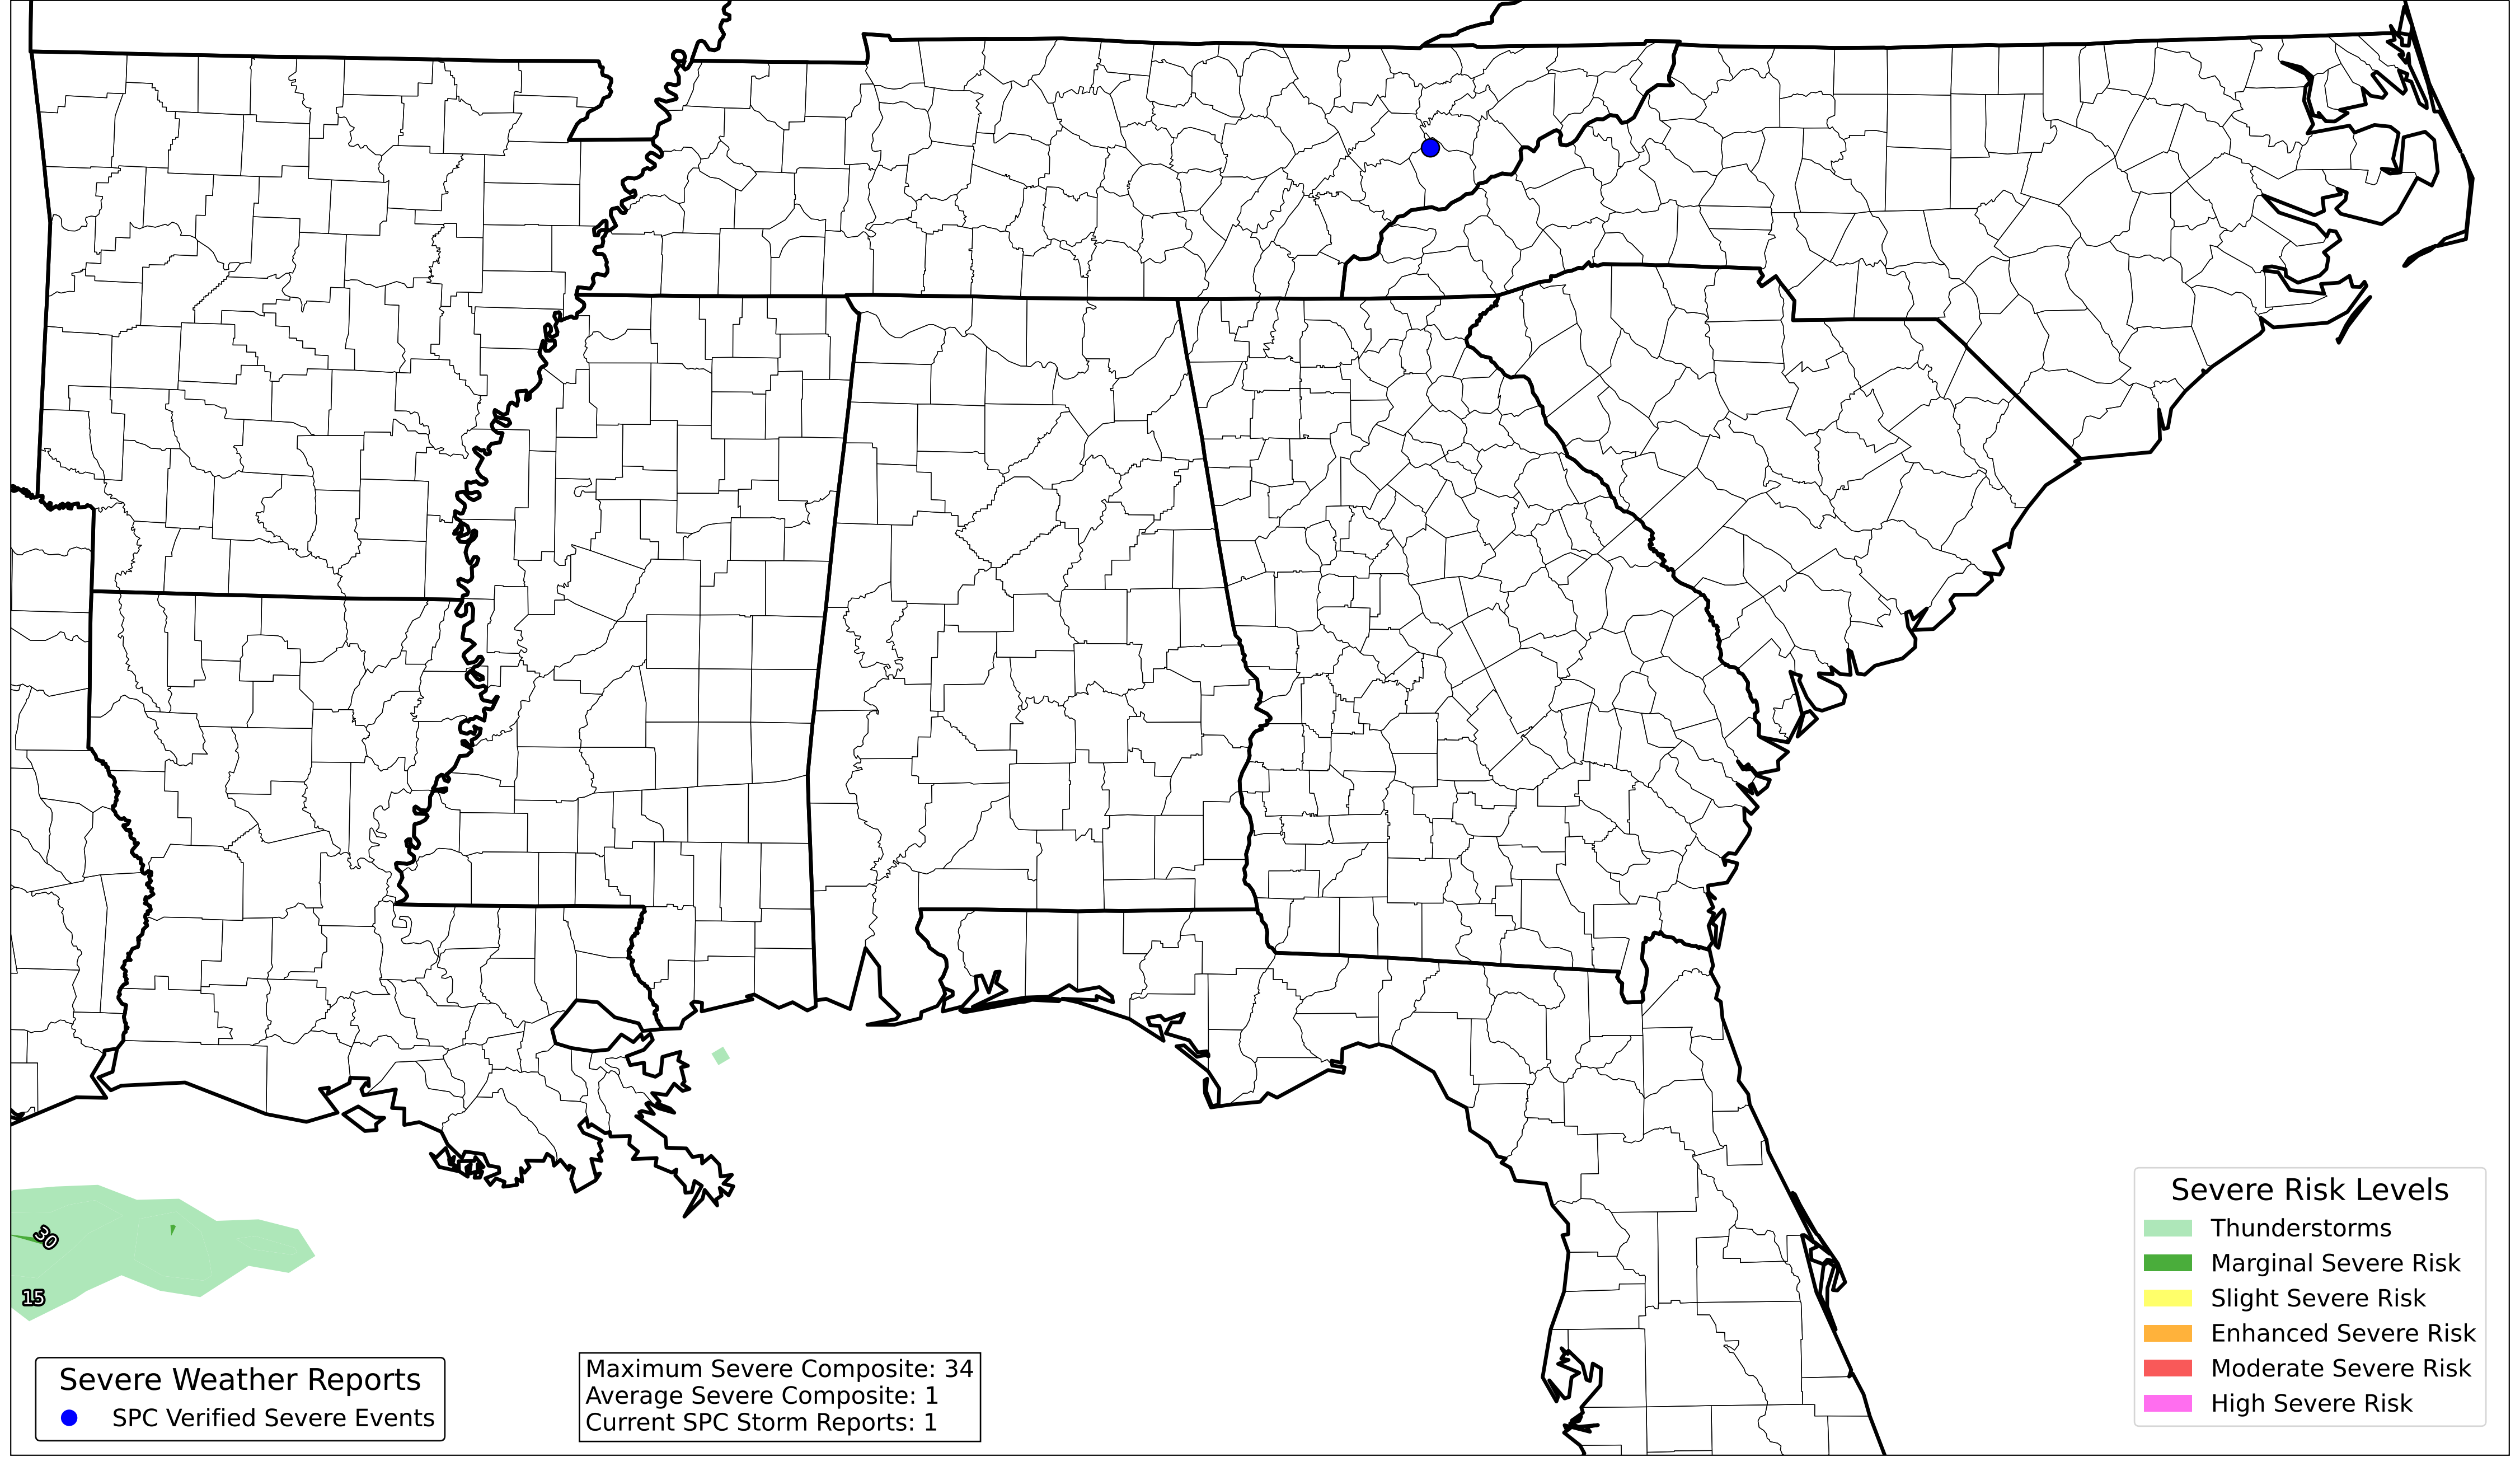 30
15
Severe Weather Reports
SPC Verified Severe Events
Maximum Severe Composite: 34
Average Severe Composite: 1
Current SPC Storm Reports: 1
Severe Risk Levels
Thunderstorms
Marginal Severe Risk
Slight Severe Risk
Enhanced Severe Risk
Moderate Severe Risk
High Severe Risk